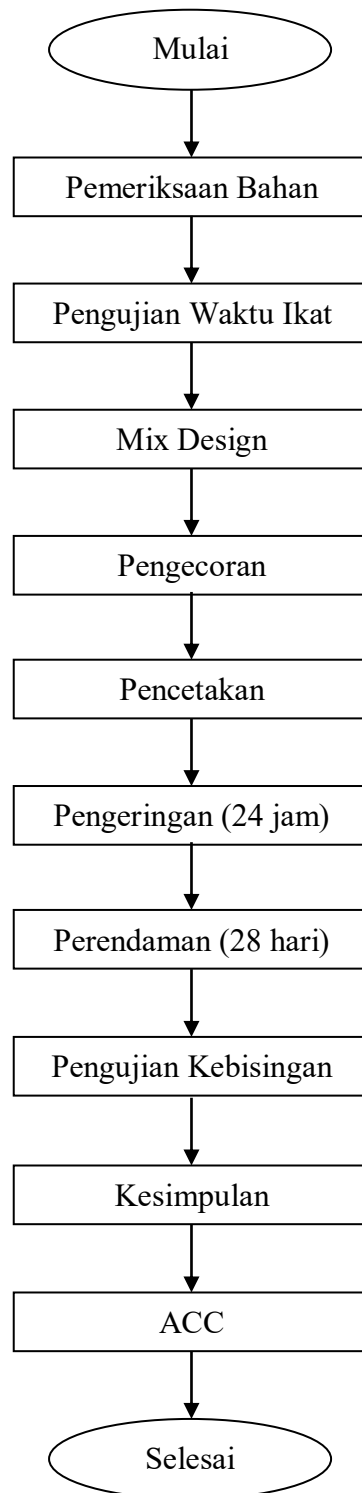 Mulai
Pemeriksaan Bahan
Pengujian Waktu Ikat
Mix Design
Pengecoran
Pencetakan
Pengeringan (24 jam)
Perendaman (28 hari)
Pengujian Kebisingan
Kesimpulan
ACC
Selesai